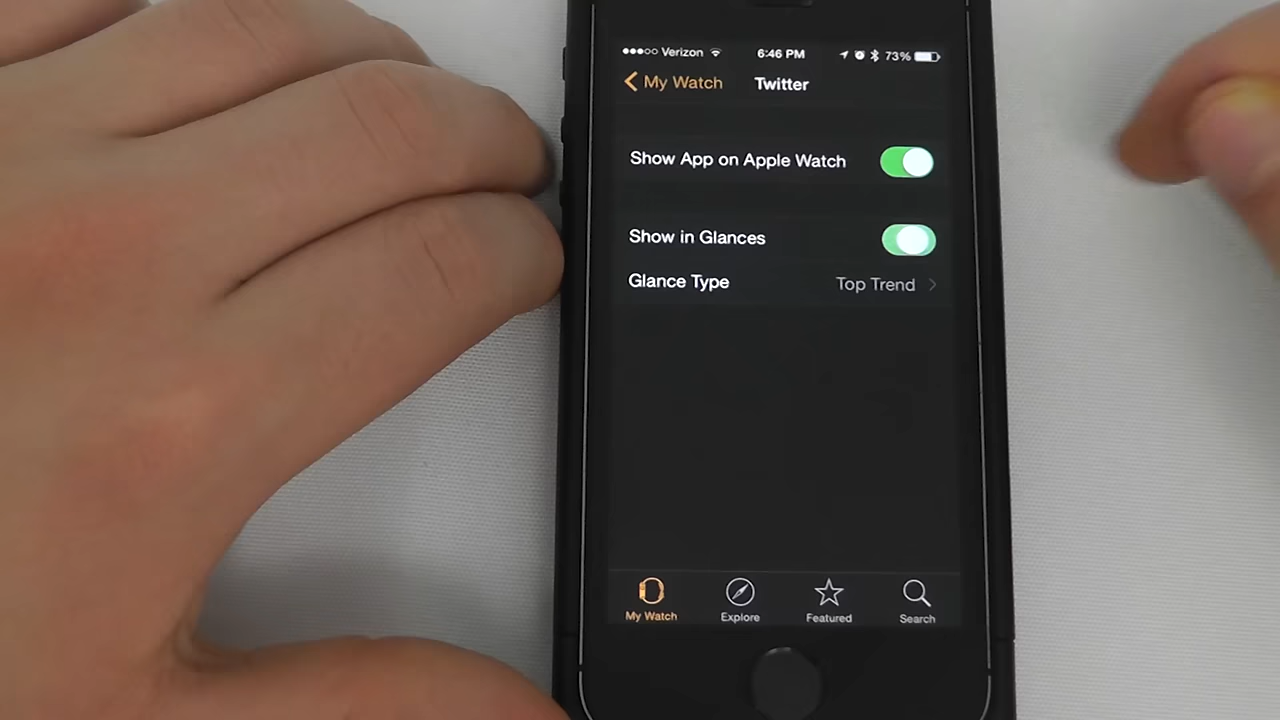 Verizon 6:46 PM 73%
My Watch Twitter
Show App on Apple Watch
Show in Glances
Glance Type Top Trend
My Watch Explore Featured Search